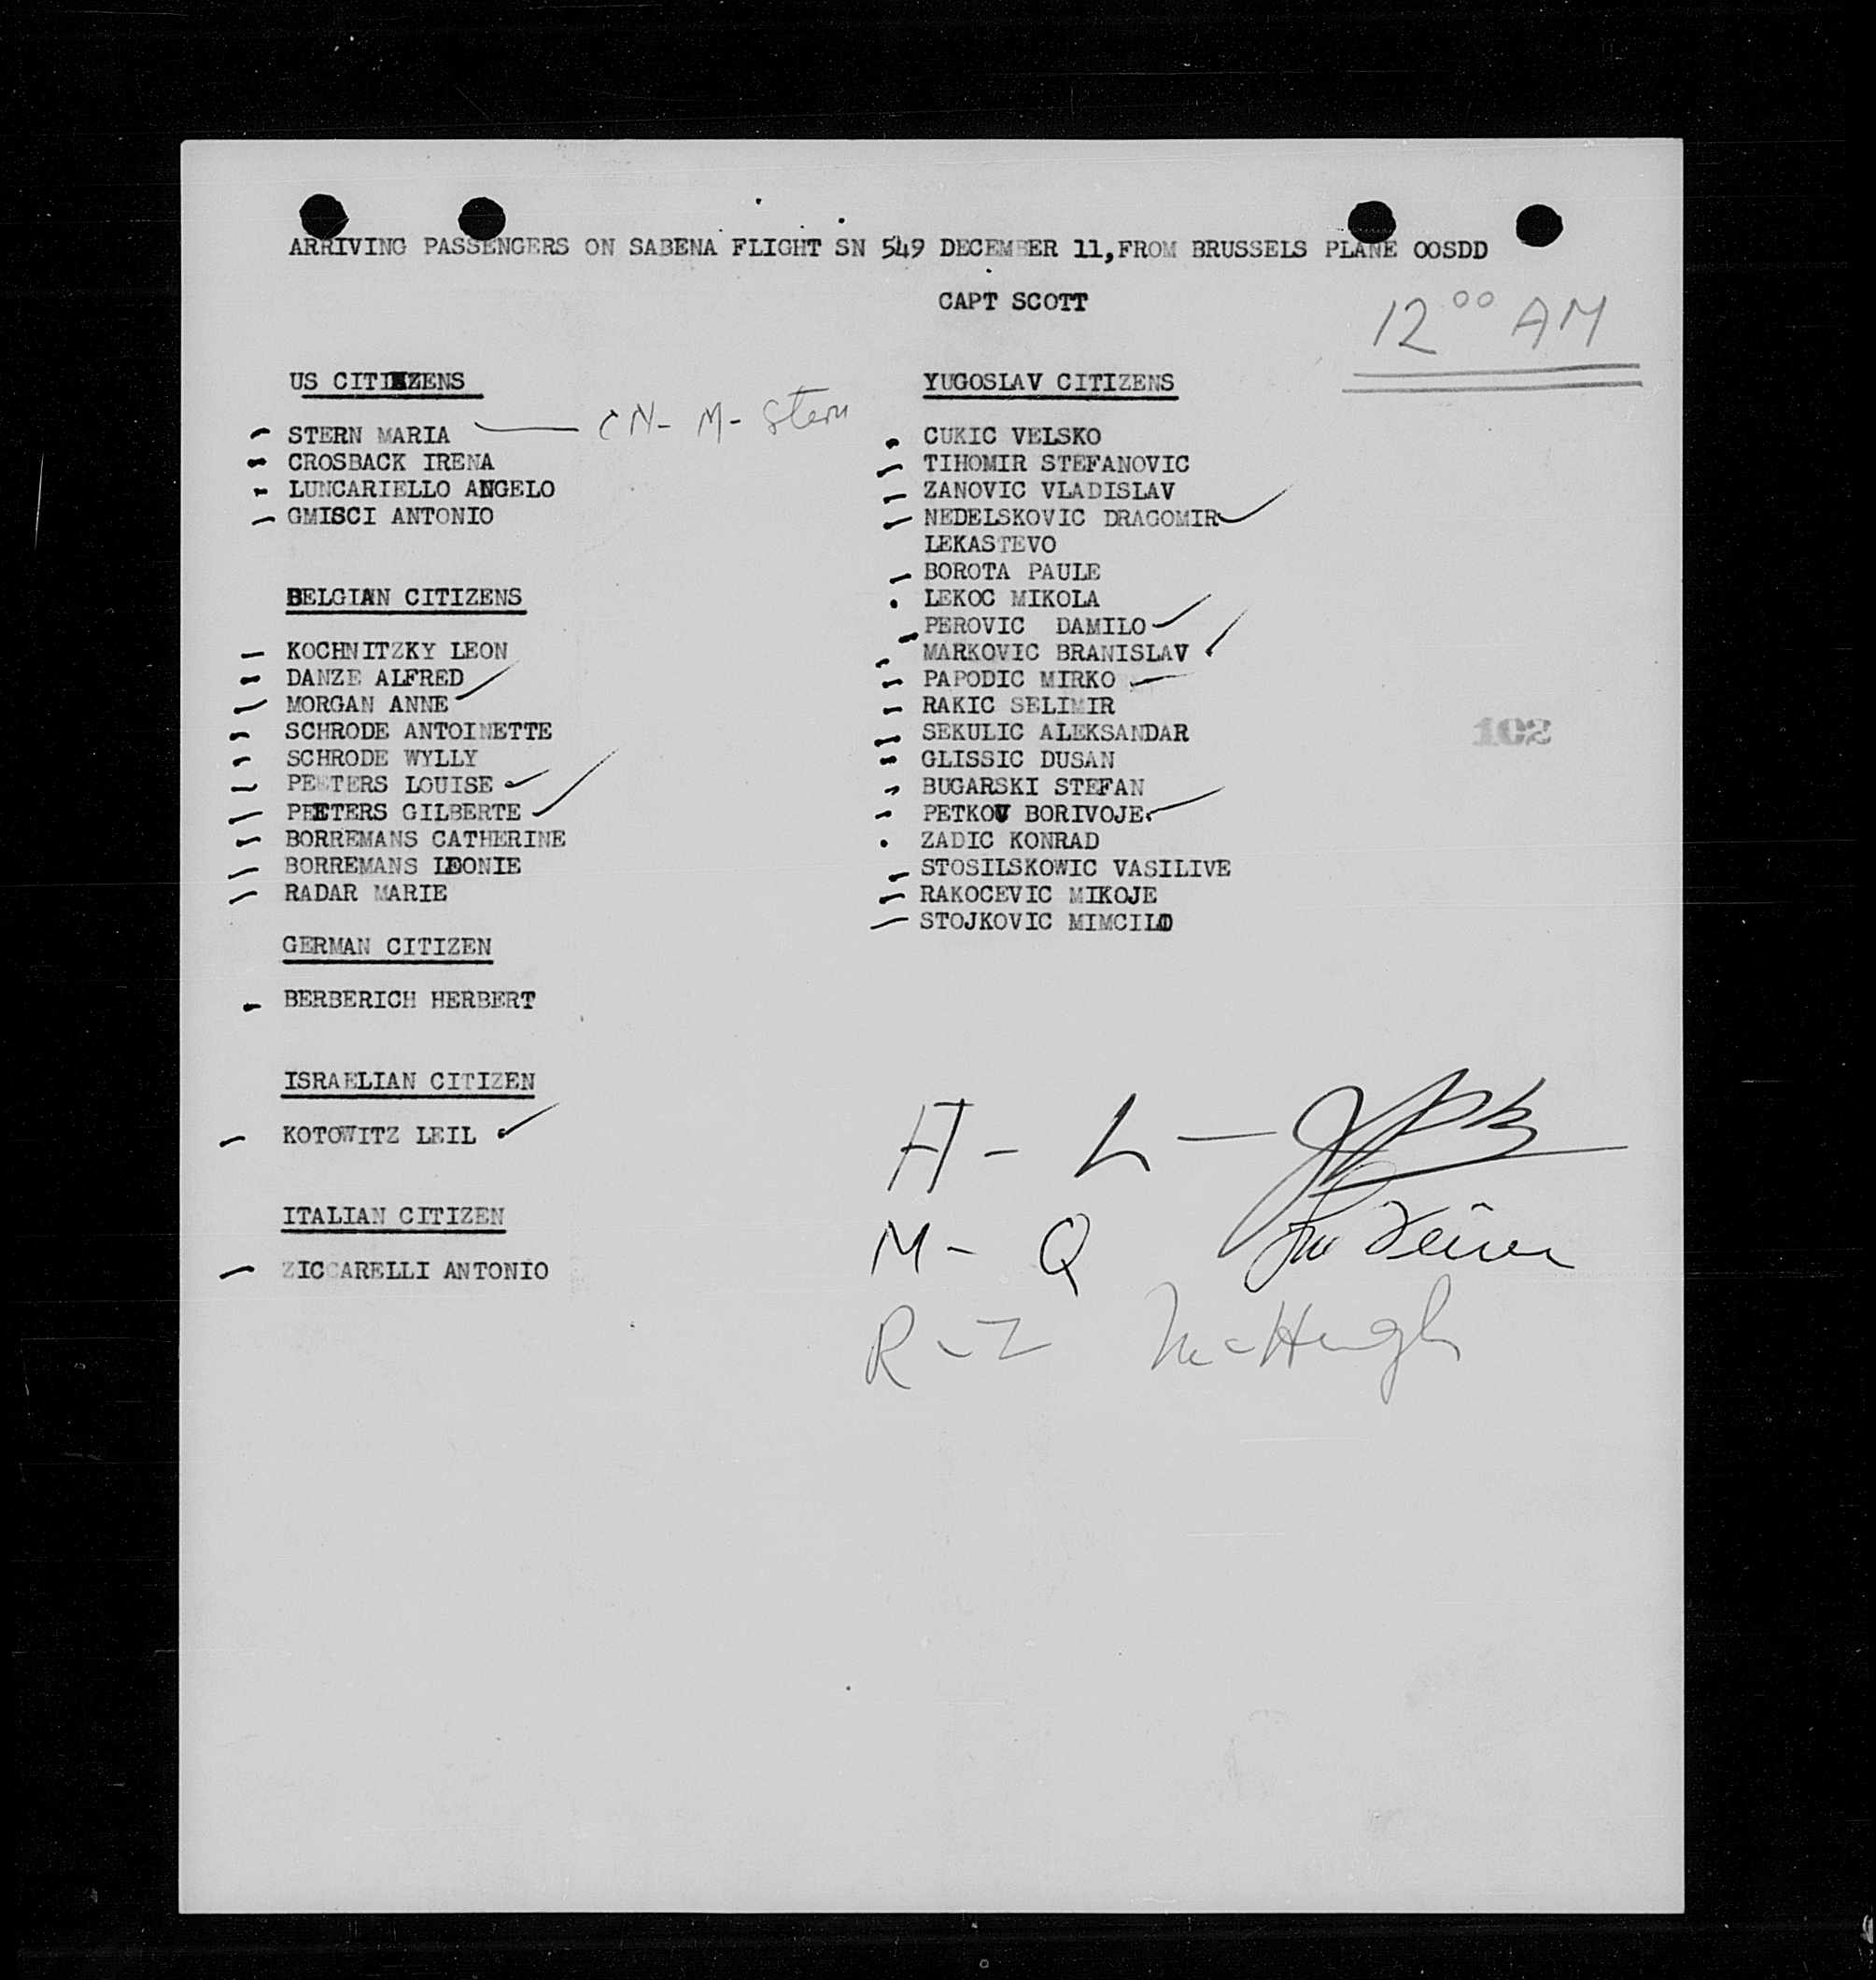 ARRIVING PASSENGERS ON SABENA FLIGHT SN 549 DECEMBER 11,FROM BRUSSELS PLANE OOSDD
CAPT SCOTT
12 00 AM
US CITIZENS
STERN MARIA — CN- M- Stern
CROSBACK IRENA
LUNCARIELLO ANGELO
GMISCI ANTONIO
BELGIAN CITIZENS
KOCHNITZKY LEON
DANZE ALFRED
MORGAN ANNE
SCHRODE ANTOINETTE
SCHRODE WYLLY
PEETERS LOUISE
PEETERS GILBERTE
BORREMANS CATHERINE
BORREMANS LEONIE
RADAR MARIE
GERMAN CITIZEN
BERBERICH HERBERT
ISRAELIAN CITIZEN
KOTOWITZ LEIL
ITALIAN CITIZEN
ZICCARELLI ANTONIO
YUGOSLAV CITIZENS
CUKIC VELSKO
TIHOMIR STEFANOVIC
ZANOVIC VLADISLAV
NEDELSKOVIC DRAGOMIR
LEKASTEVO
BOROTA PAULE
LEKOC MIKOLA
PEROVIC DAMILO
MARKOVIC BRANISLAV
PAPODIC MIRKO
RAKIC SELIMIR
SEKULIC ALEKSANDAR
GLISSIC DUSAN
BUGARSKI STEFAN
PETKOV BORIVOJE
ZADIC KONRAD
STOSILSKOWIC VASILIVE
RAKOCEVIC MIKOJE
STOJKOVIC MIMCILO
102
H - L -
M - Q
R - Z McHugh